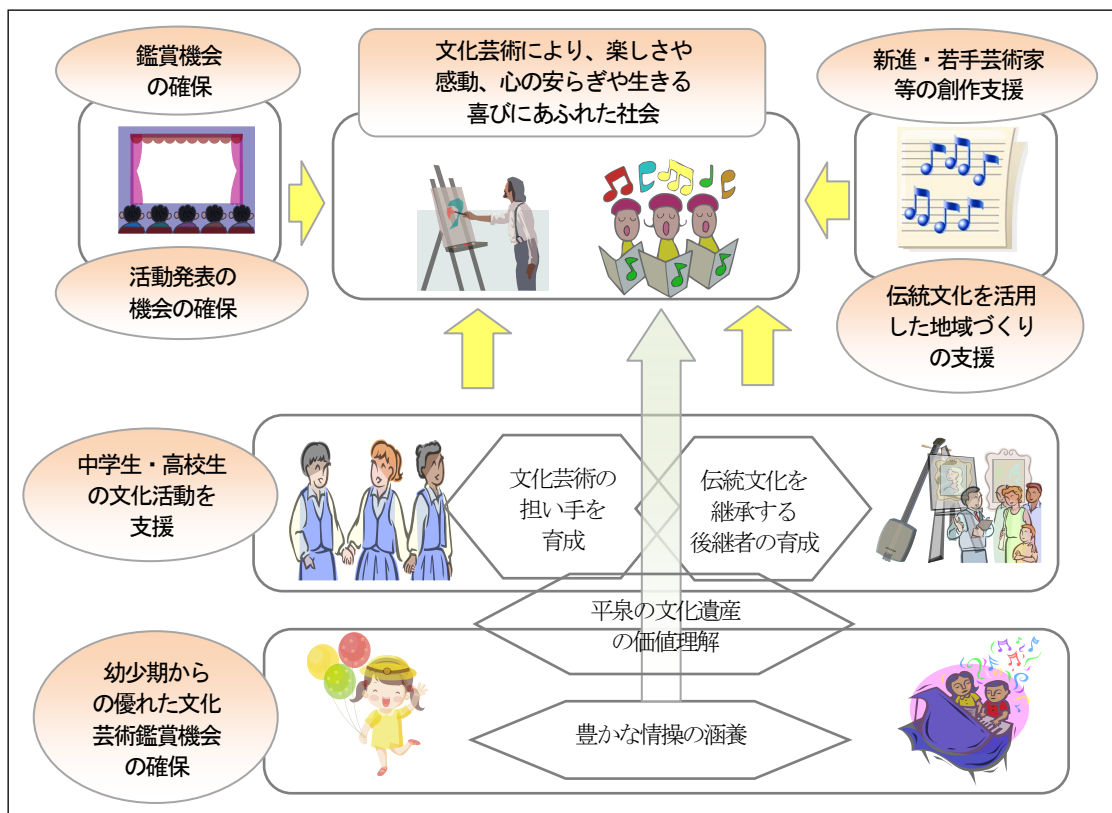 鑑賞機会
の確保
文化芸術により、楽しさや
感動、心の安らぎや生きる
喜びにあふれた社会
新進・若手芸術家
等の創作支援
活動発表の
機会の確保
伝統文化を活用
した地域づくり
の支援
中学生・高校生
の文化活動を
支援
文化芸術の
担い手を
育成
伝統文化を
継承する
後継者の育成
平泉の文化遺産
の価値理解
幼少期から
の優れた文化
芸術鑑賞機会
の確保
豊かな情操の涵養